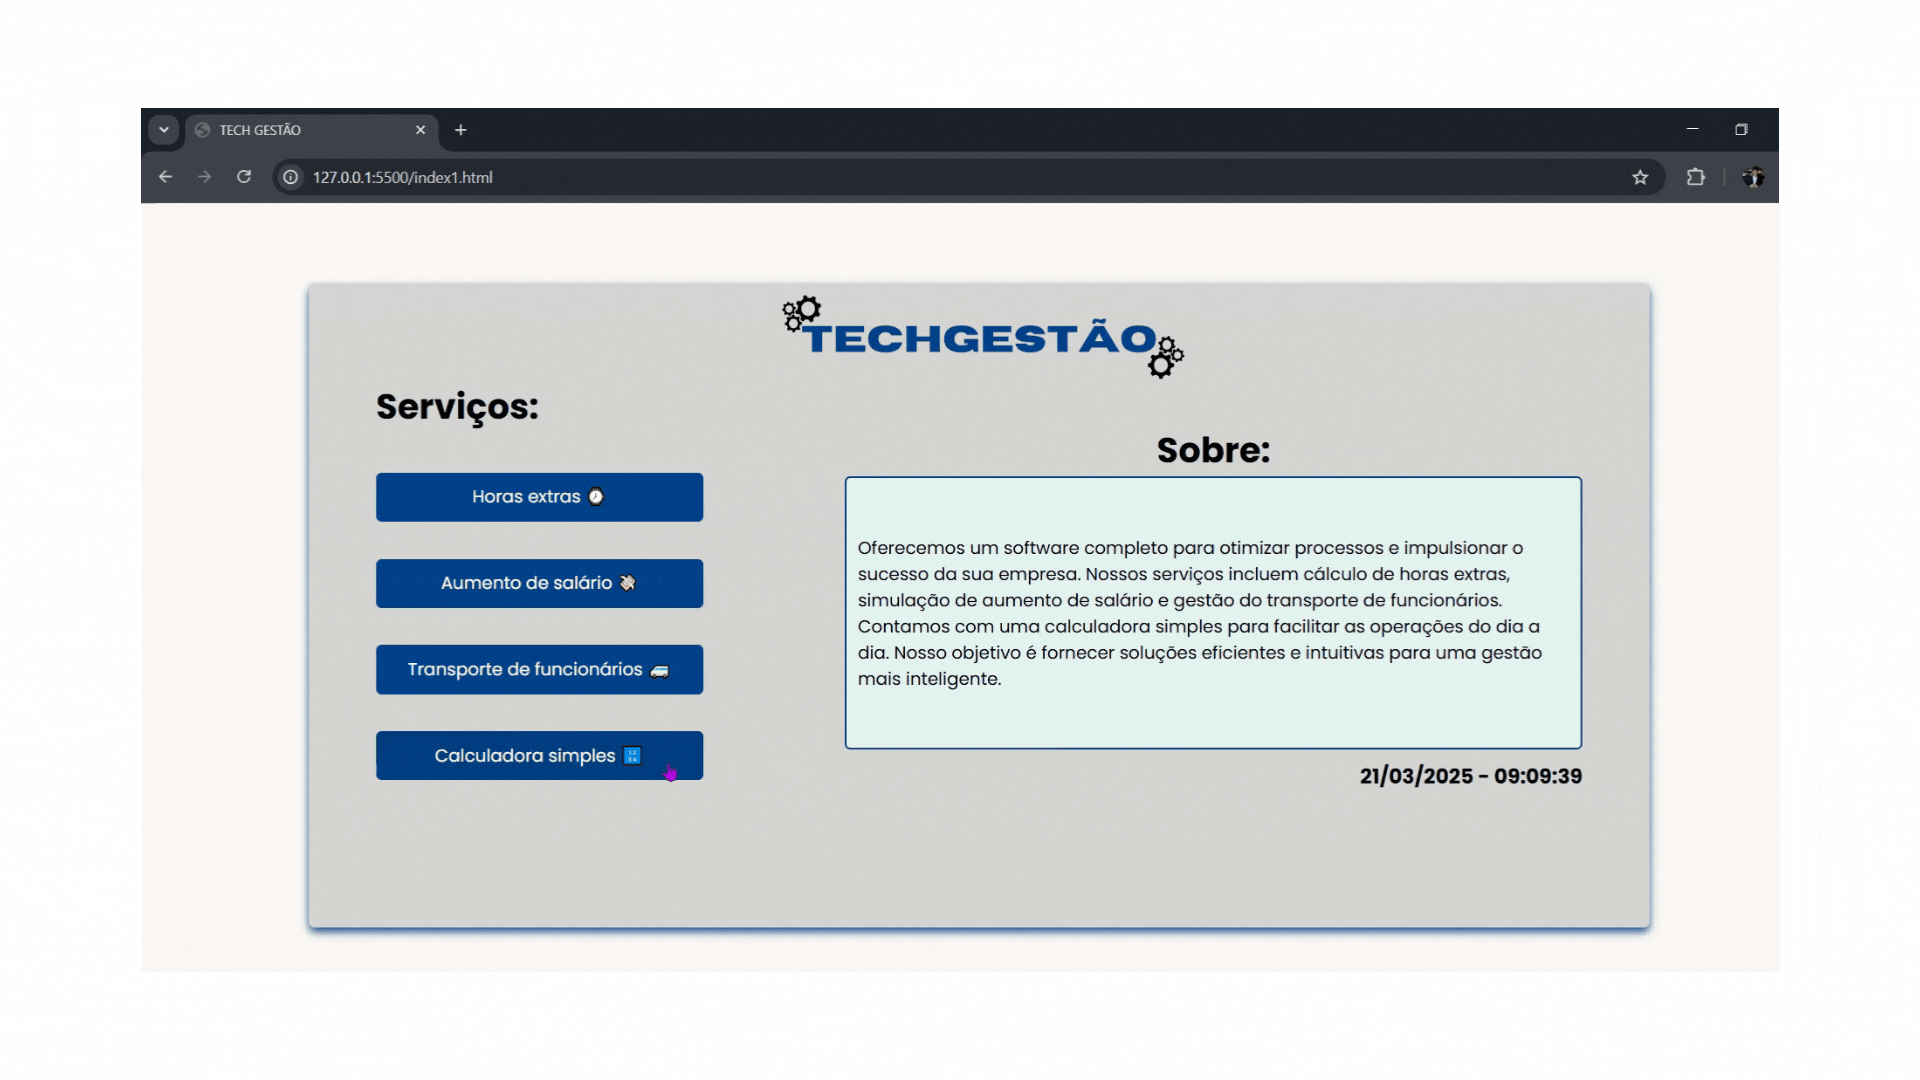 TECH GESTÃO
127.0.0.1:5500/index1.html
TECHGESTÃO
Serviços:
Horas extras
Aumento de salário
Transporte de funcionários
Calculadora simples
Sobre:
Oferecemos um software completo para otimizar processos e impulsionar o
sucesso da sua empresa. Nossos serviços incluem cálculo de horas extras,
simulação de aumento de salário e gestão do transporte de funcionários.
Contamos com uma calculadora simples para facilitar as operações do dia a
dia. Nosso objetivo é fornecer soluções eficientes e intuitivas para uma gestão
mais inteligente.
21/03/2025 - 09:09:39